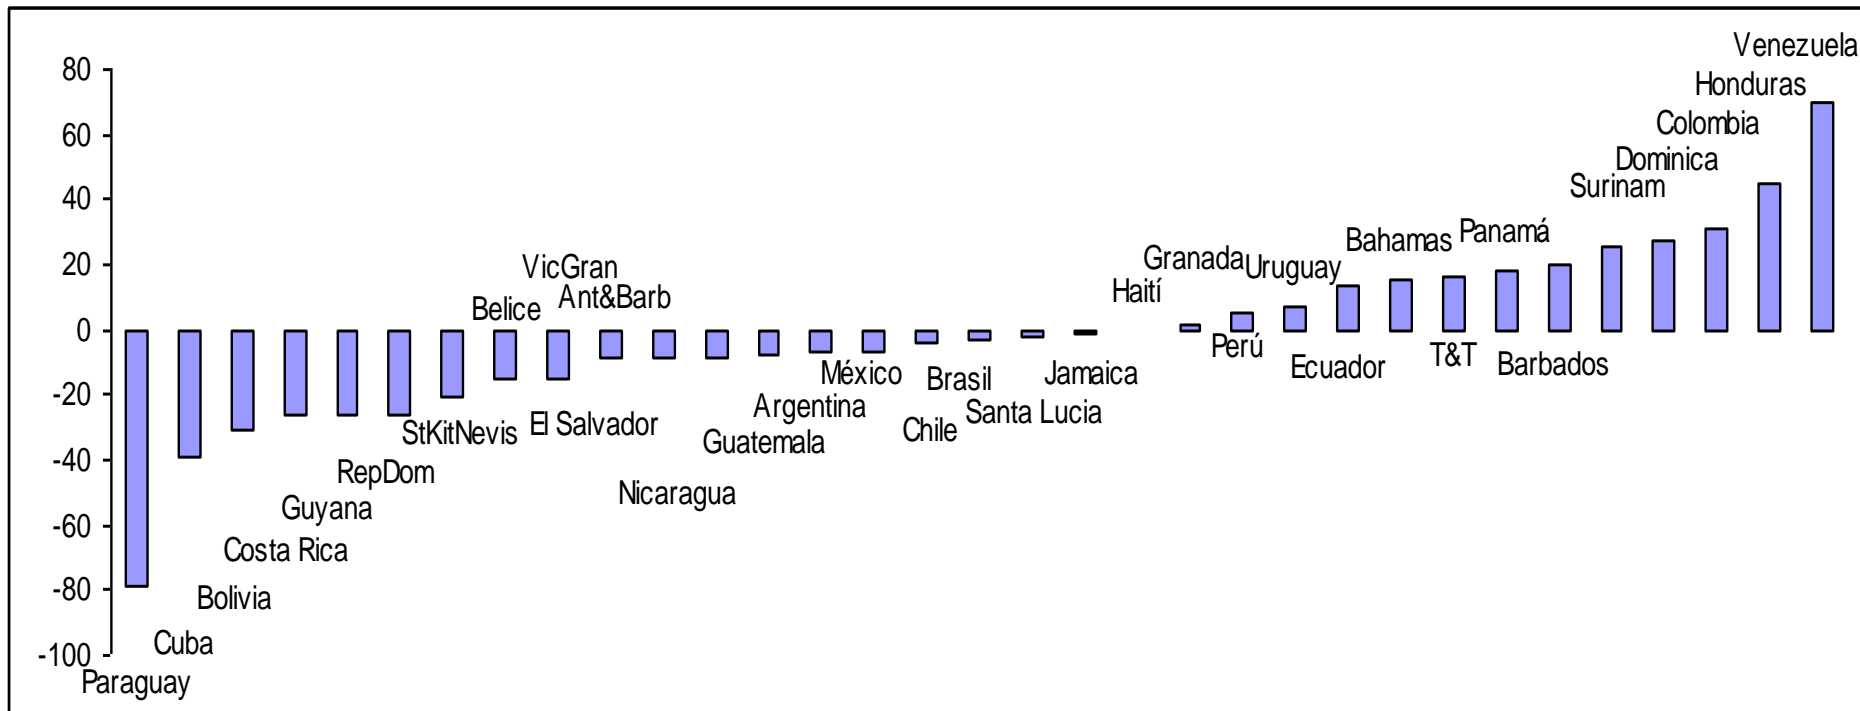 80
60
40
20
0
-20
-40
-60
-80
-100
Paraguay
Cuba
Bolivia
Costa Rica
Guyana
RepDom
StKitNevis
Belice
El Salvador
VicGran
Ant&Barb
Nicaragua
Guatemala
Argentina
México
Chile
Brasil
Santa Lucia
Jamaica
Haití
Granada
Perú
Uruguay
Ecuador
Bahamas
T&T
Panamá
Barbados
Surinam
Dominica
Colombia
Honduras
Venezuela